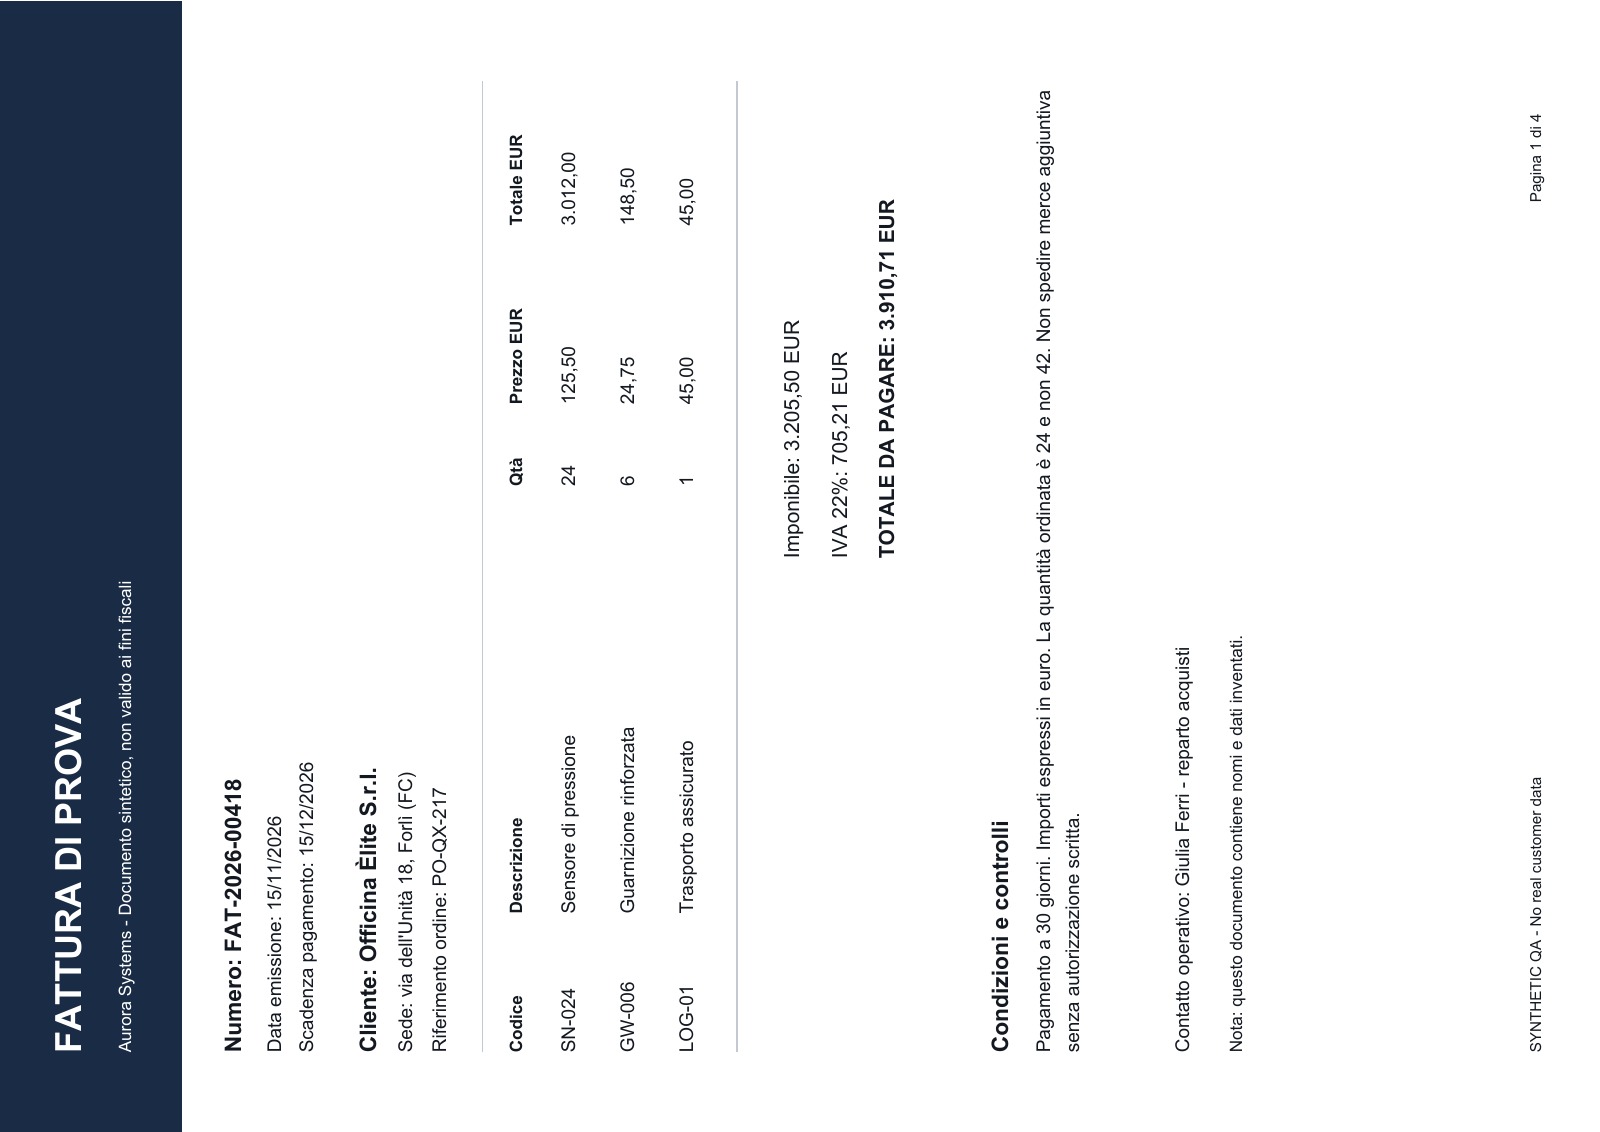 FATTURA DI PROVA
Aurora Systems - Documento sintetico, non valido ai fini fiscali
Numero: FAT-2026-00418
Data emissione: 15/11/2026
Scadenza pagamento: 15/12/2026
Cliente: Officina Èlite S.r.l.
Sede: via dell'Unità 18, Forlì (FC)
Riferimento ordine: PO-QX-217
Codice Descrizione Qtà Prezzo EUR Totale EUR
SN-024 Sensore di pressione 24 125,50 3.012,00
GW-006 Guarnizione rinforzata 6 24,75 148,50
LOG-01 Trasporto assicurato 1 45,00 45,00
Imponibile: 3.205,50 EUR
IVA 22%: 705,21 EUR
TOTALE DA PAGARE: 3.910,71 EUR
Condizioni e controlli
Pagamento a 30 giorni. Importi espressi in euro. La quantità ordinata è 24 e non 42. Non spedire merce aggiuntiva
senza autorizzazione scritta.
Contatto operativo: Giulia Ferri - reparto acquisti
Nota: questo documento contiene nomi e dati inventati.
SYNTHETIC QA - No real customer data Pagina 1 di 4